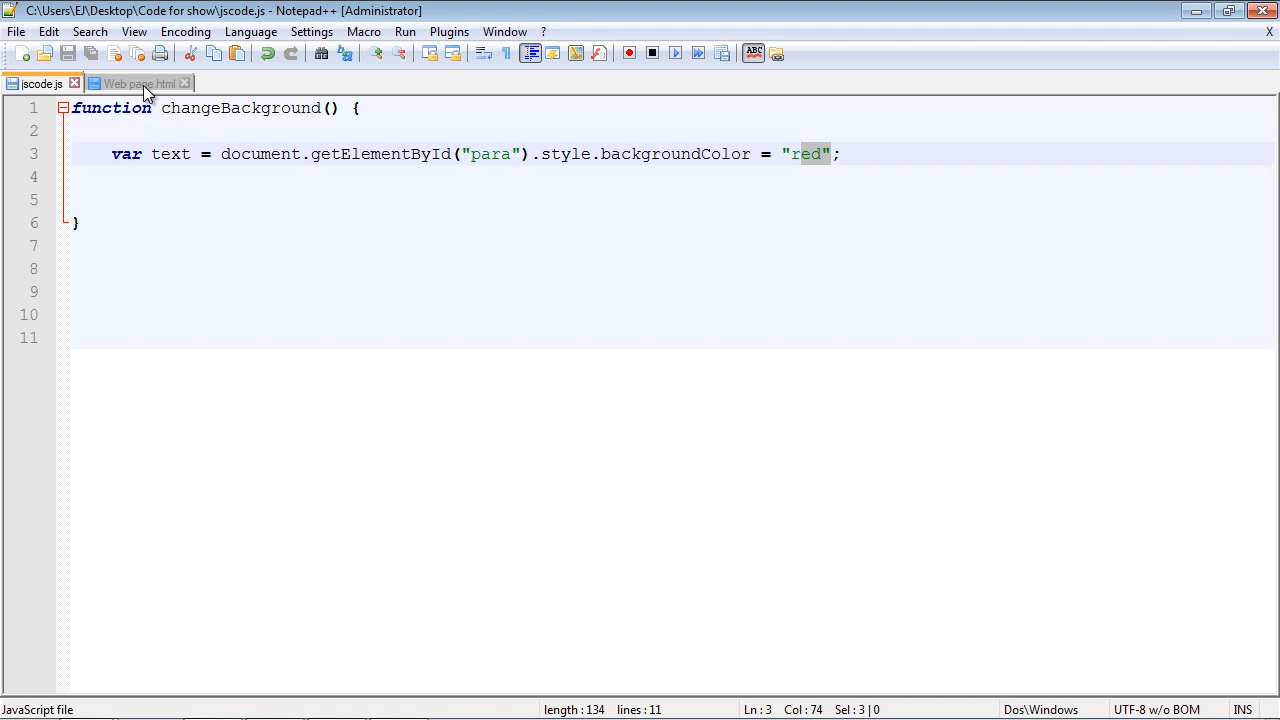 C:\Users\EJ\Desktop\Code for show\jscode.js - Notepad++ [Administrator]
File Edit Search View Encoding Language Settings Macro Run Plugins Window ? X
ABC
jscode.js Web page.html
1 function changeBackground() {
2
3 var text = document.getElementById("para").style.backgroundColor = "red";
4
5
6 }
7
8
9
10
11
JavaScript file length : 134 lines : 11 Ln : 3 Col : 74 Sel : 3 | 0 Dos\Windows UTF-8 w/o BOM INS